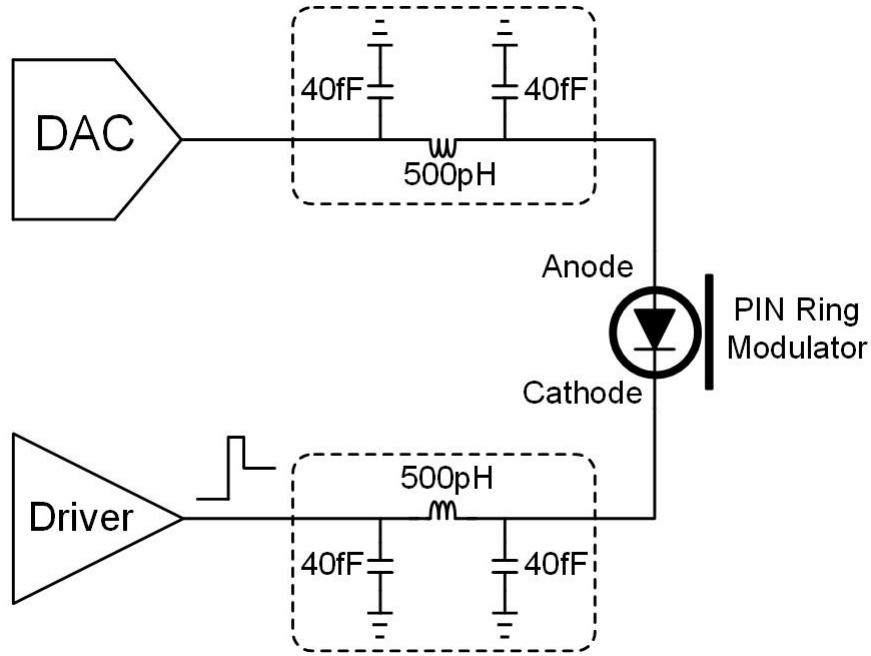 40fF
40fF
DAC
500pH
Anode
PIN Ring
Modulator
Cathode
500pH
Driver
40fF
40fF